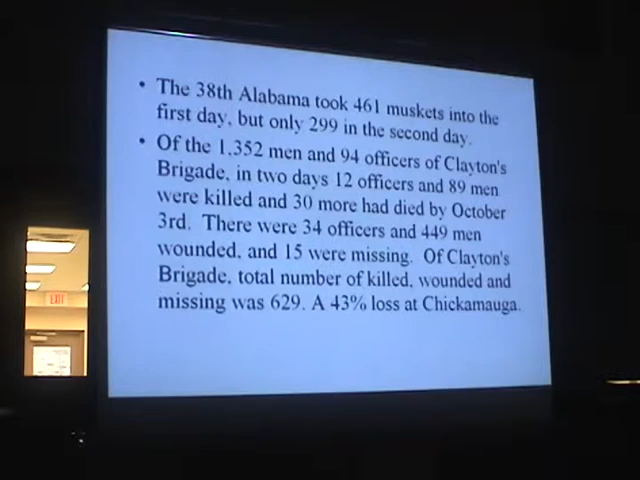 • The 38th Alabama took 461 muskets into the
first day, but only 299 in the second day.
• Of the 1,352 men and 94 officers of Clayton's
Brigade, in two days 12 officers and 89 men
were killed and 30 more had died by October
3rd. There were 34 officers and 449 men
wounded, and 15 were missing. Of Clayton's
Brigade, total number of killed, wounded and
missing was 629. A 43% loss at Chickamauga.
EXIT